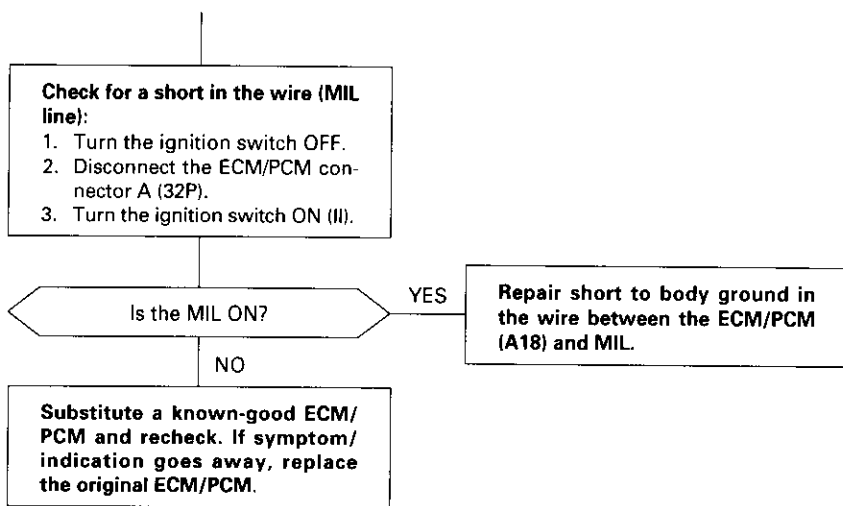 Check for a short in the wire (MIL
line):
1. Turn the ignition switch OFF.
2. Disconnect the ECM/PCM con-
nector A (32P).
3. Turn the ignition switch ON (II).
Is the MIL ON?
YES
Repair short to body ground in
the wire between the ECM/PCM
(A18) and MIL.
NO
Substitute a known-good ECM/
PCM and recheck. If symptom/
indication goes away, replace
the original ECM/PCM.